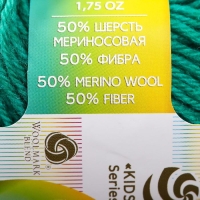 1,75 OZ
50% ШЕРСТЬ
МЕРИНОСОВАЯ
50% ФИБРА
50% MERINO WOOL
50% FIBER
WOOLMARK
BLEND
«KIDS
Series